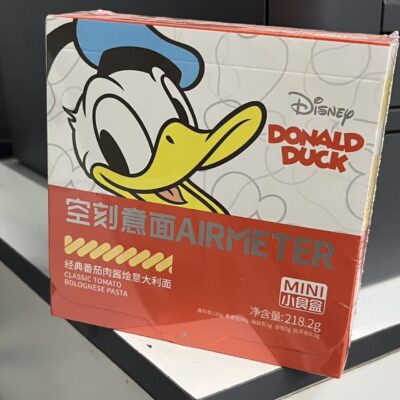 Disney
DONALD
DUCK
空刻意面AIRMETER
经典番茄肉酱烩意大利面
CLASSIC TOMATO
BOLOGNESE PASTA
MINI
小食盒
净含量:218.2g